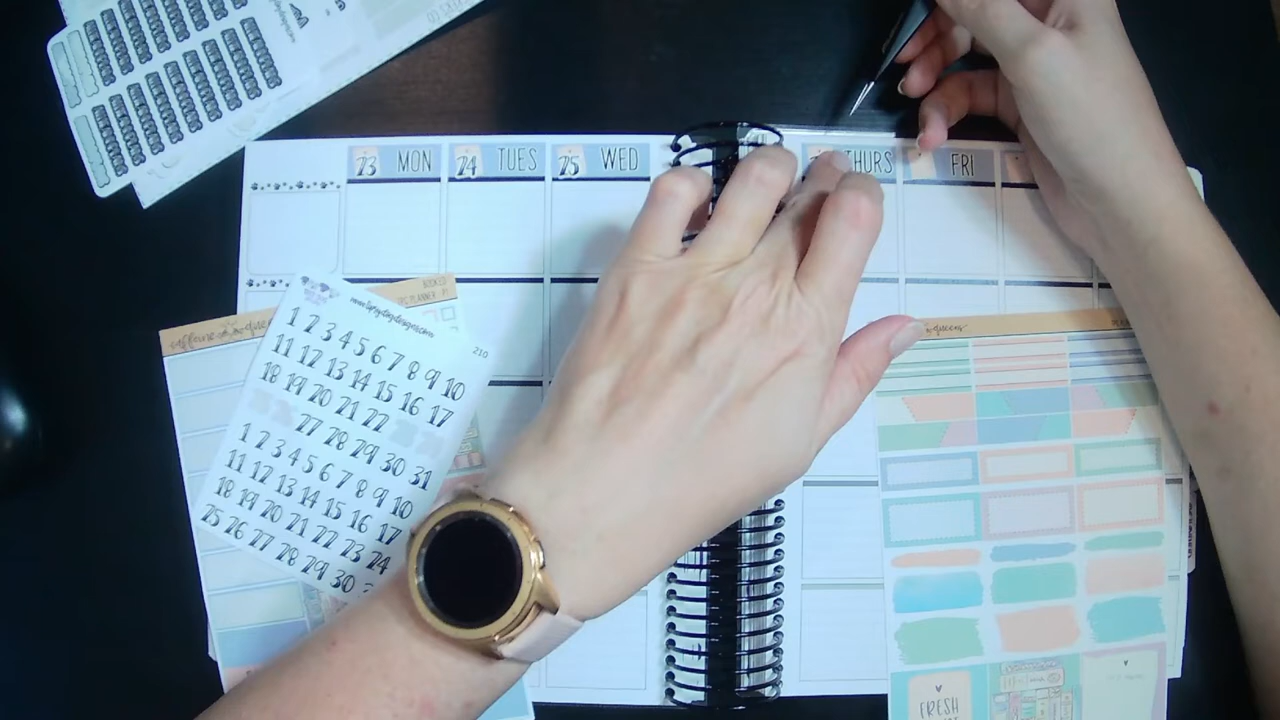 23 MON 24 TUES 25 WED THURS FRI
BOOKED
210
1 2 3 4 5 6 7 8 9 10
11 12 13 14 15 16 17
18 19 20 21 22
27 28 29 30 31
1 2 3 4 5 6 7 8 9 10
11 12 13 14 15 16 17
18 19 20 21 22 23 24
25 26 27 28 29 30
FRESH